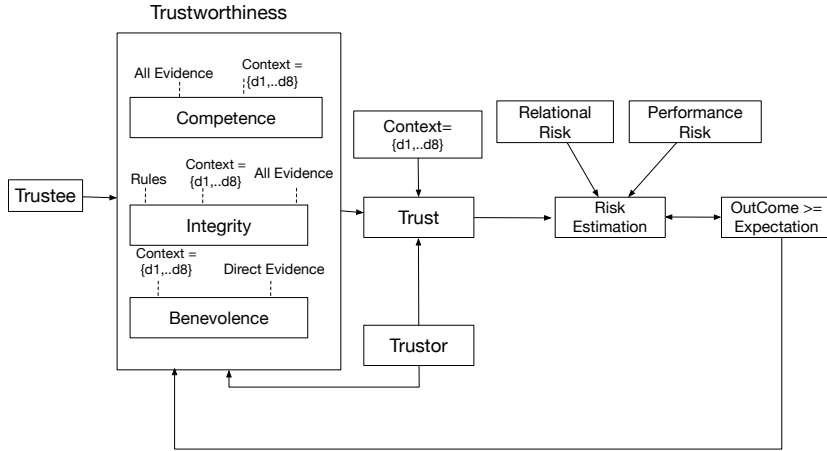 Trustworthiness
All Evidence
Context =
{d1,..d8}
Competence
Rules
Context =
{d1,..d8}
All Evidence
Integrity
Context =
{d1,..d8}
Direct Evidence
Benevolence
Trustee
Context=
{d1,..d8}
Trust
Trustor
Relational
Risk
Performance
Risk
Risk
Estimation
OutCome >=
Expectation